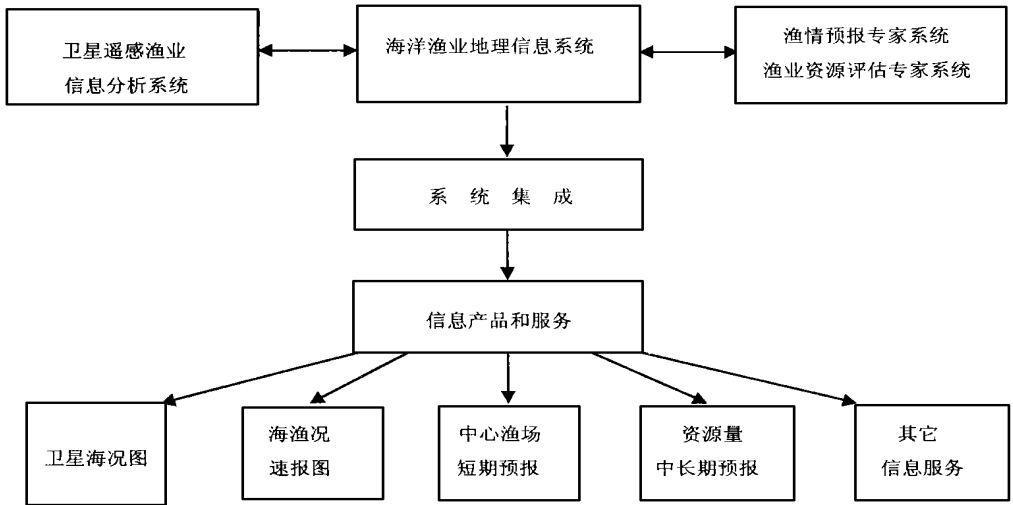 卫星遥感渔业
信息分析系统
海洋渔业地理信息系统
渔情预报专家系统
渔业资源评估专家系统
系 统 集 成
信息产品和服务
卫星海况图
海渔况
速报图
中心渔场
短期预报
资源量
中长期预报
其它
信息服务